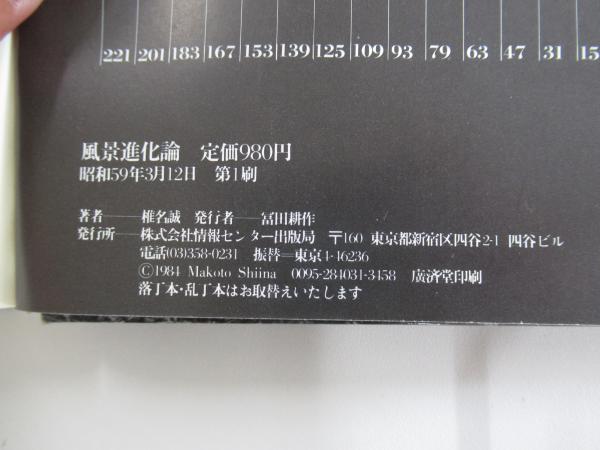 221 201 183 167 153 139 125 109 93 79 63 47 31 15
風景進化論 定価980円
昭和59年3月12日 第1刷
著者──椎名誠 発行者──冨田耕作
発行所──株式会社情報センター出版局 〒160 東京都新宿区四谷2-1 四谷ビル
電話(03)358-0231 振替=東京4-46236
©1984 Makoto Shiina 0095-284031-3458 廣済堂印刷
落丁本・乱丁本はお取替えいたします